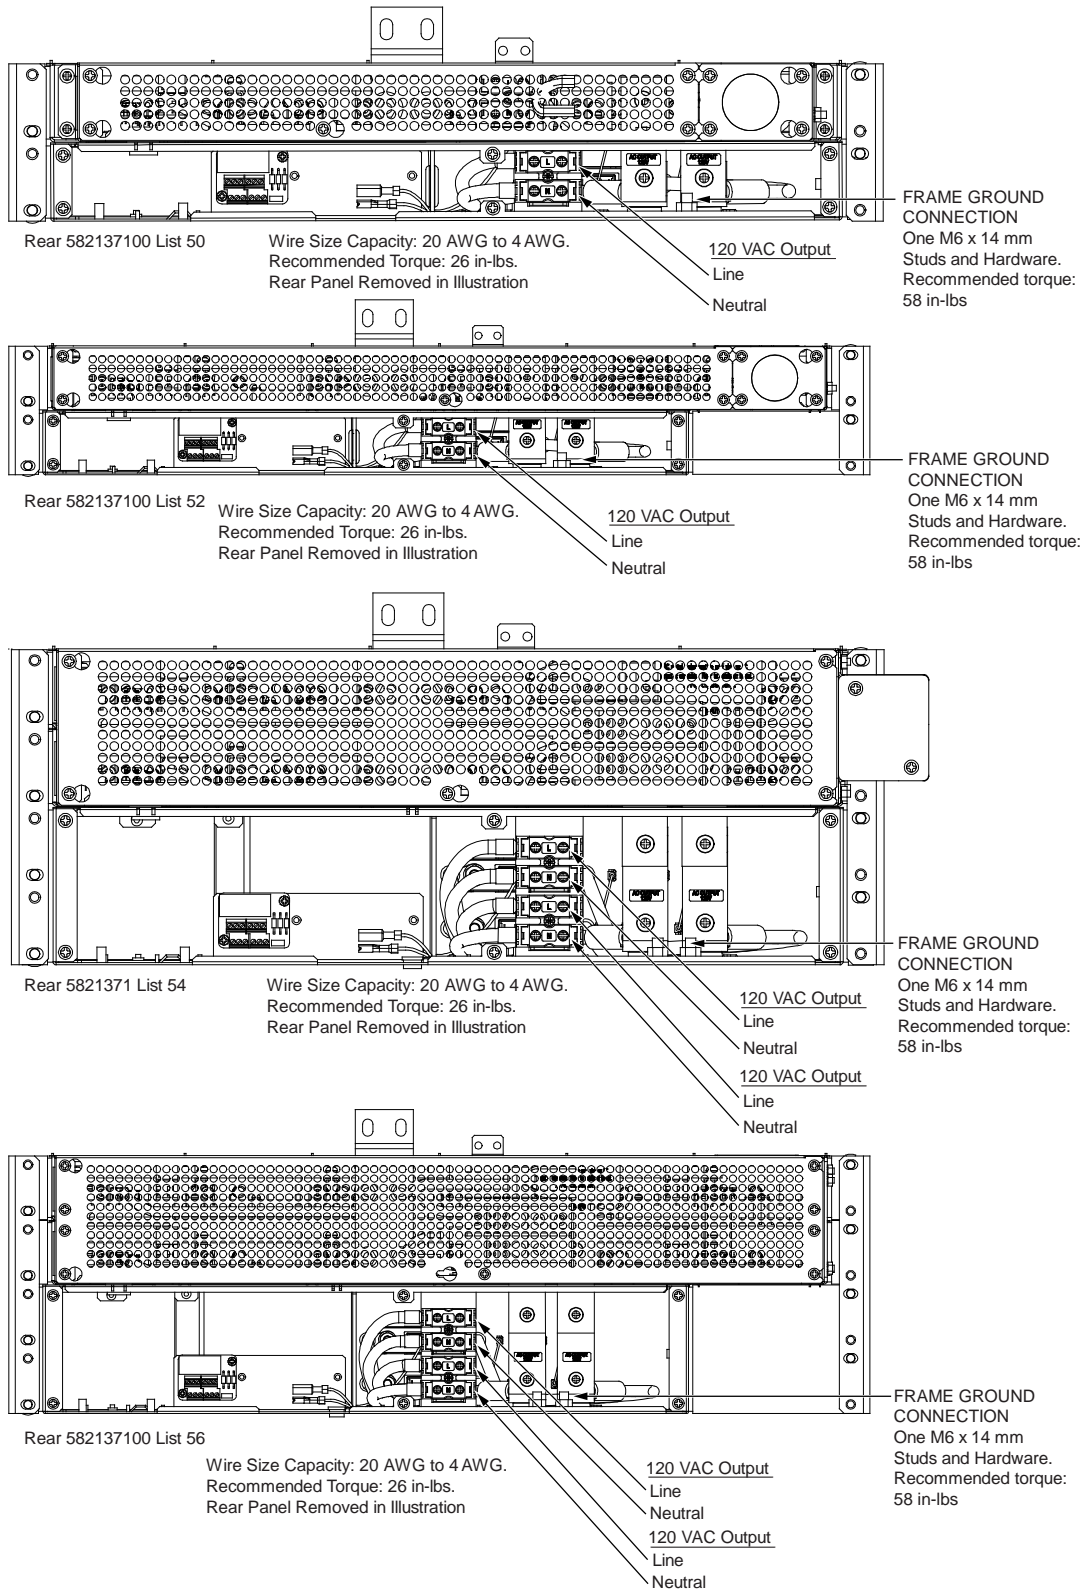 AC-OUTPUT
AC-OUTPUT
L
N
Rear 582137100 List 50
Wire Size Capacity: 20 AWG to 4 AWG.
Recommended Torque: 26 in-lbs.
Rear Panel Removed in Illustration
120 VAC Output
Line
Neutral
FRAME GROUND
CONNECTION
One M6 x 14 mm
Studs and Hardware.
Recommended torque:
58 in-lbs
L
N
Rear 582137100 List 52
Wire Size Capacity: 20 AWG to 4 AWG.
Recommended Torque: 26 in-lbs.
Rear Panel Removed in Illustration
120 VAC Output
Line
Neutral
FRAME GROUND
CONNECTION
One M6 x 14 mm
Studs and Hardware.
Recommended torque:
58 in-lbs
L
N
L
N
AC-OUTPUT
AC-OUTPUT
Rear 5821371 List 54
Wire Size Capacity: 20 AWG to 4 AWG.
Recommended Torque: 26 in-lbs.
Rear Panel Removed in Illustration
120 VAC Output
Line
Neutral
120 VAC Output
Line
Neutral
FRAME GROUND
CONNECTION
One M6 x 14 mm
Studs and Hardware.
Recommended torque:
58 in-lbs
L
N
L
N
Rear 582137100 List 56
Wire Size Capacity: 20 AWG to 4 AWG.
Recommended Torque: 26 in-lbs.
Rear Panel Removed in Illustration
120 VAC Output
Line
Neutral
120 VAC Output
Line
Neutral
FRAME GROUND
CONNECTION
One M6 x 14 mm
Studs and Hardware.
Recommended torque:
58 in-lbs